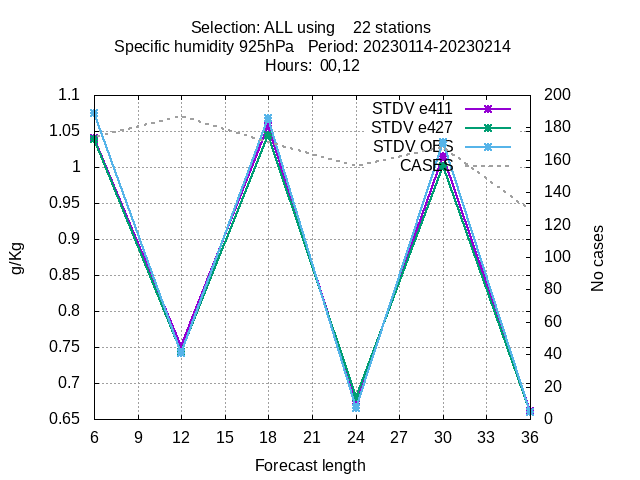 Selection: ALL using 22 stations
Specific humidity 925hPa Period: 20230114-20230214
Hours: 00,12
STDV e411
STDV e427
STDV OBS
CASES
1.1
1.05
1
0.95
0.9
0.85
0.8
0.75
0.7
0.65
200
180
160
140
120
100
80
60
40
20
0
g/Kg
No cases
6 9 12 15 18 21 24 27 30 33 36
Forecast length